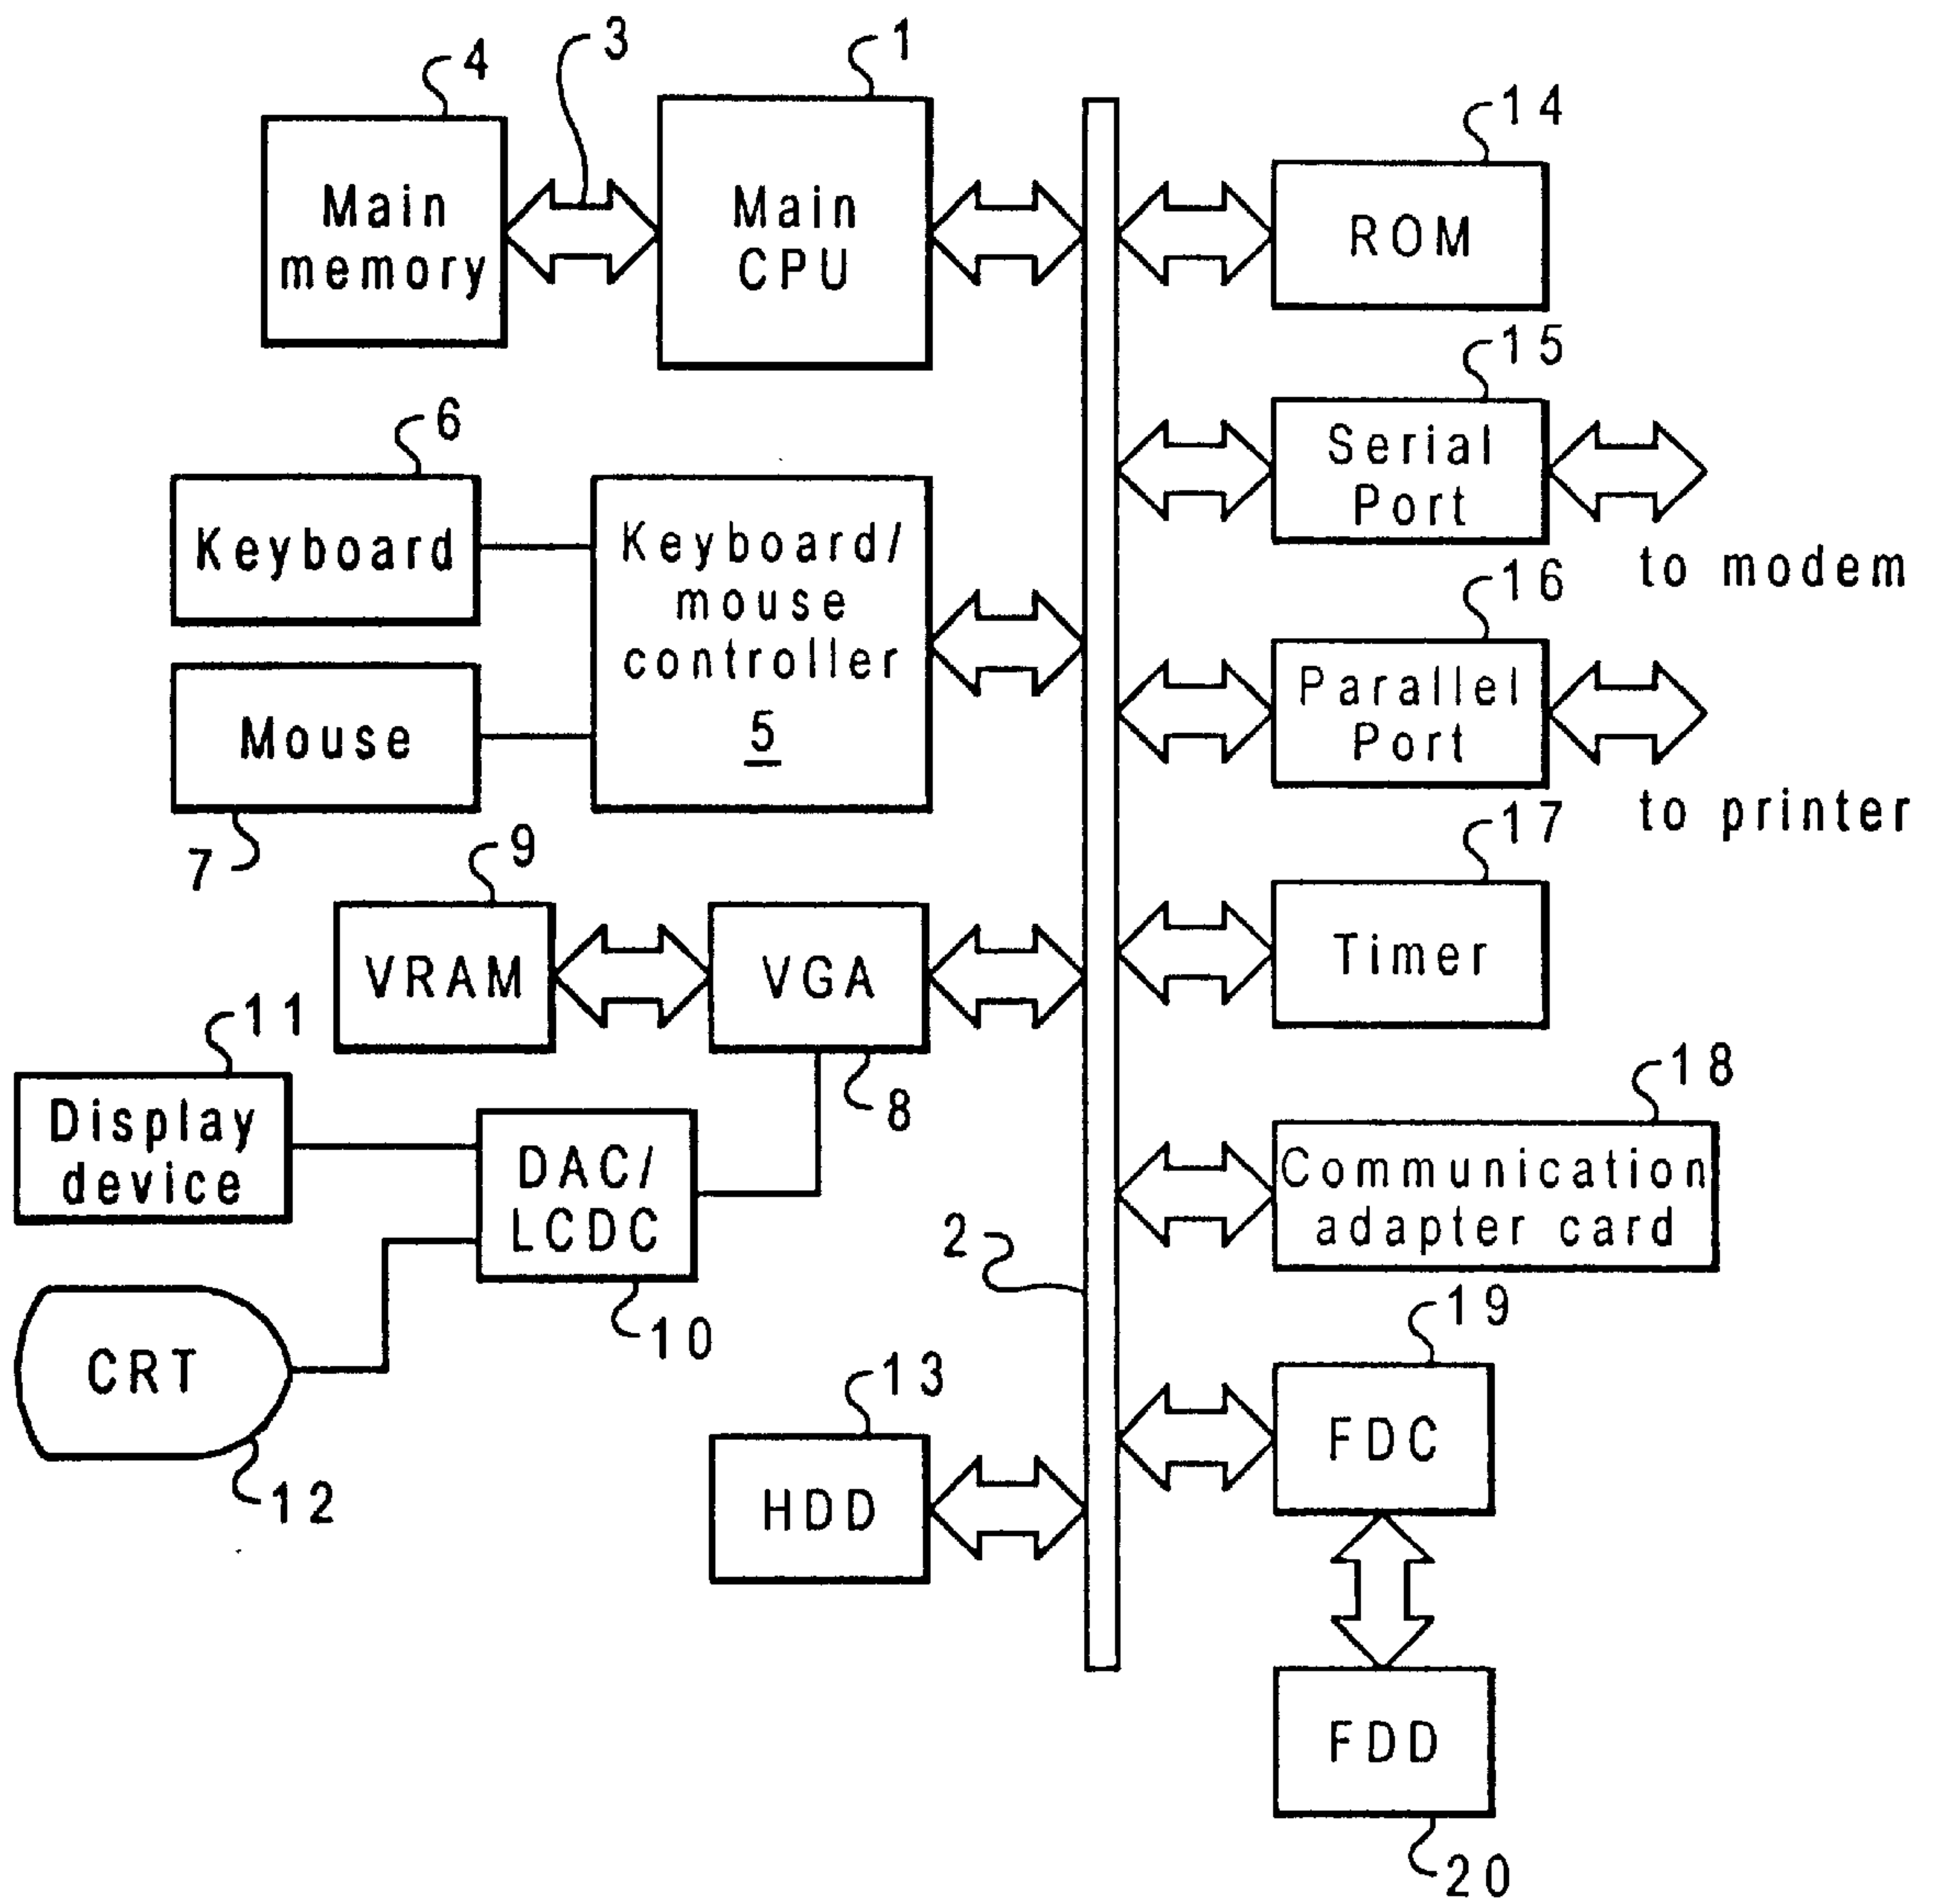 4
3
1
14
Main
memory
Main
CPU
ROM
15
6
Serial
Port
to modem
Keyboard
Keyboard/
mouse
controller
5
16
Mouse
7
Parallel
Port
to printer
17
9
VRAM
VGA
8
Timer
11
Display
device
DAC/
LCDC
10
18
Communication
adapter card
2
19
CRT
12
13
HDD
FDC
FDD
20